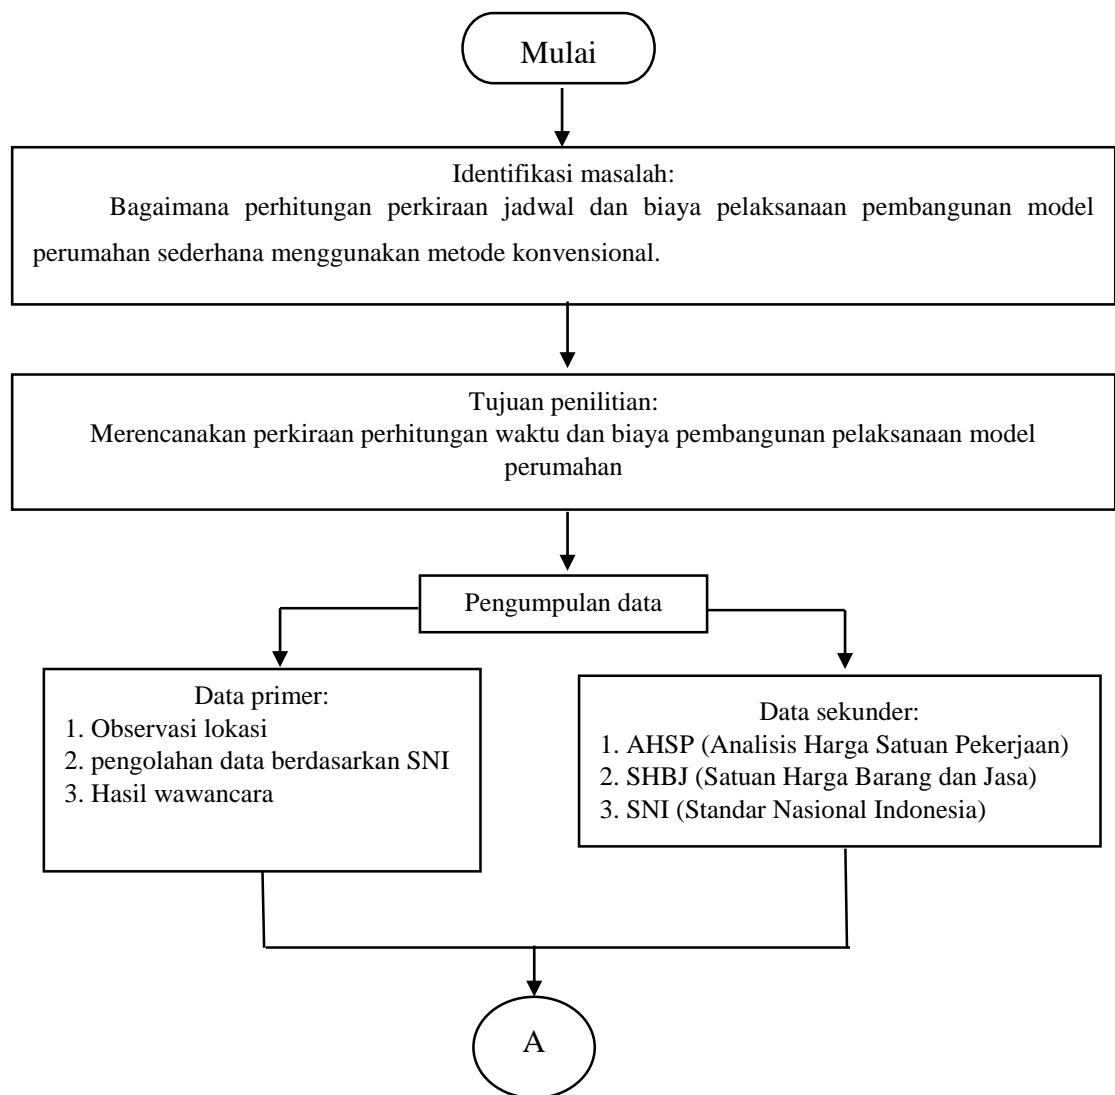 Mulai
Identifikasi masalah:
Bagaimana perhitungan perkiraan jadwal dan biaya pelaksanaan pembangunan model
perumahan sederhana menggunakan metode konvensional.
Tujuan penilitian:
Merencanakan perkiraan perhitungan waktu dan biaya pembangunan pelaksanaan model
perumahan
Pengumpulan data
Data primer:
1. Observasi lokasi
2. pengolahan data berdasarkan SNI
3. Hasil wawancara
Data sekunder:
1. AHSP (Analisis Harga Satuan Pekerjaan)
2. SHBJ (Satuan Harga Barang dan Jasa)
3. SNI (Standar Nasional Indonesia)
A